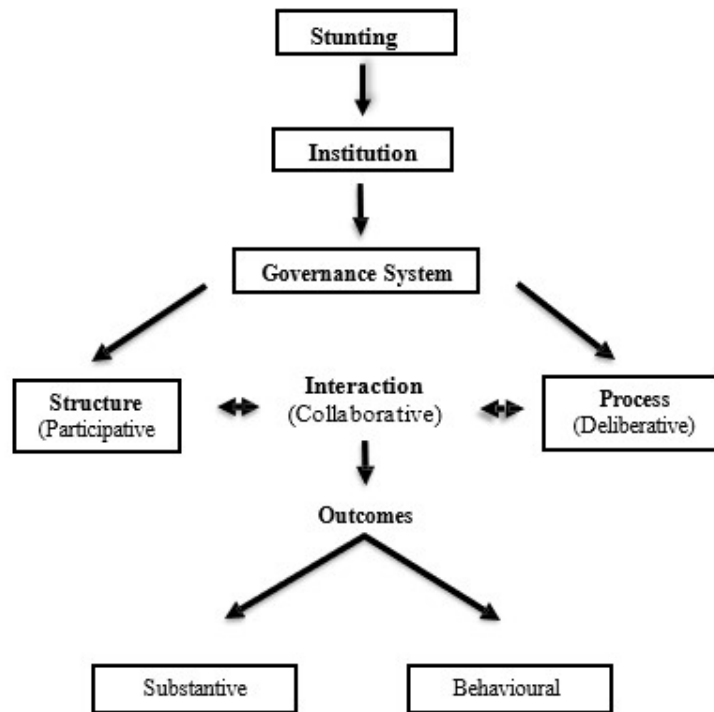 Stunting
Institution
Governance System
Structure
(Participative
Interaction
(Collaborative)
Process
(Deliberative)
Outcomes
Substantive
Behavioural